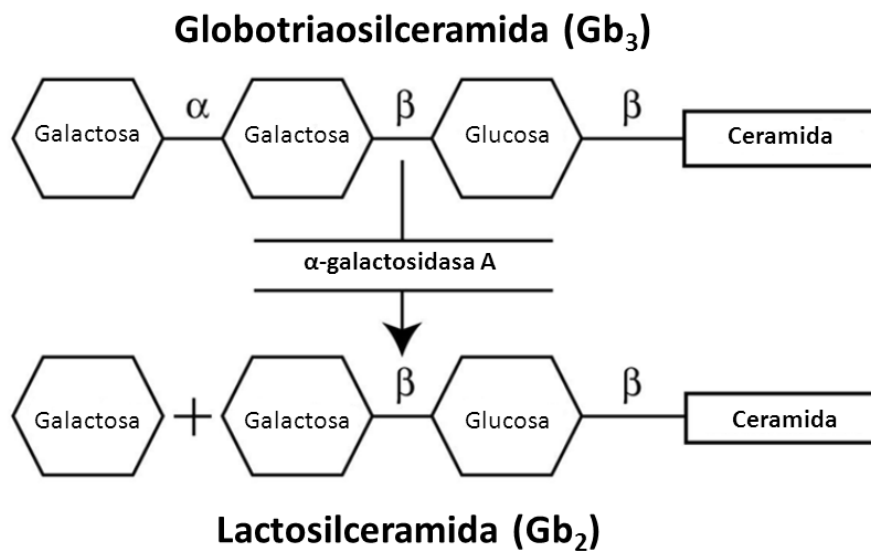 Globotriaosilceramida (Gb₃)
α β β
Galactosa Galactosa Glucosa Ceramida
α-galactosidasa A
β β
Galactosa + Galactosa Glucosa Ceramida
Lactosilceramida (Gb₂)